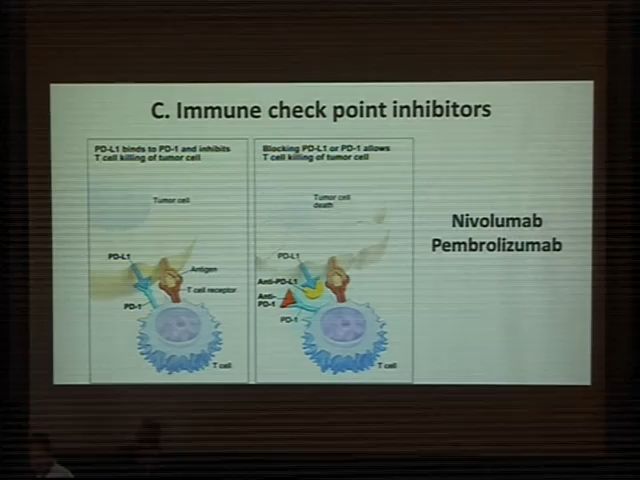 C. Immune check point inhibitors
PD-L1 binds to PD-1 and inhibits
T cell killing of tumor cell
Tumor cell
PD-L1
Antigen
T cell receptor
PD-1
T cell
Blocking PD-L1 or PD-1 allows
T cell killing of tumor cell
Tumor cell
death
PD-L1
Anti-PD-L1
Anti-
PD-1
PD-1
T cell
Nivolumab
Pembrolizumab